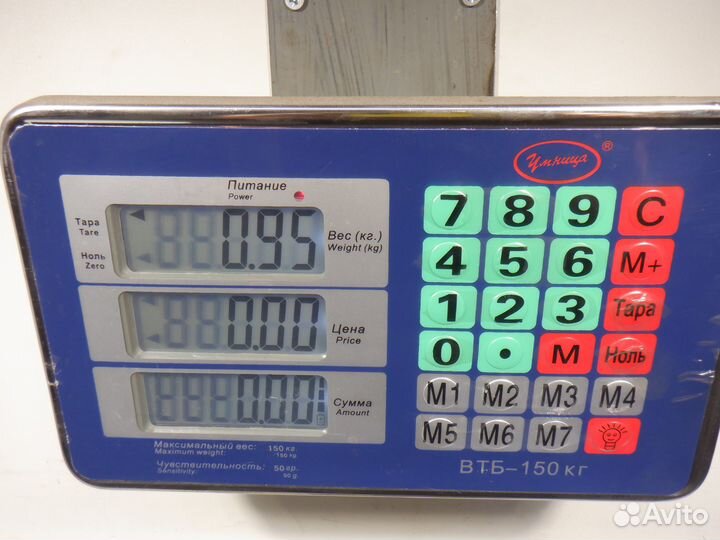 Умница ®
Питание
Power
Тара
Tare
Ноль
Zero
0.95
Вес (кг.)
Weight (kg)
0.00
Цена
Price
0.00
Сумма
Amount
Максимальный вес: 150 кг.
Maximum weight: 150 kg.
Чувствительность: 50 гр.
Sensitivity: 50 g.
7 8 9 C
4 5 6 M+
1 2 3 Тара
0 • M Ноль
M1 M2 M3 M4
M5 M6 M7
ВТБ-150 кг
Avito